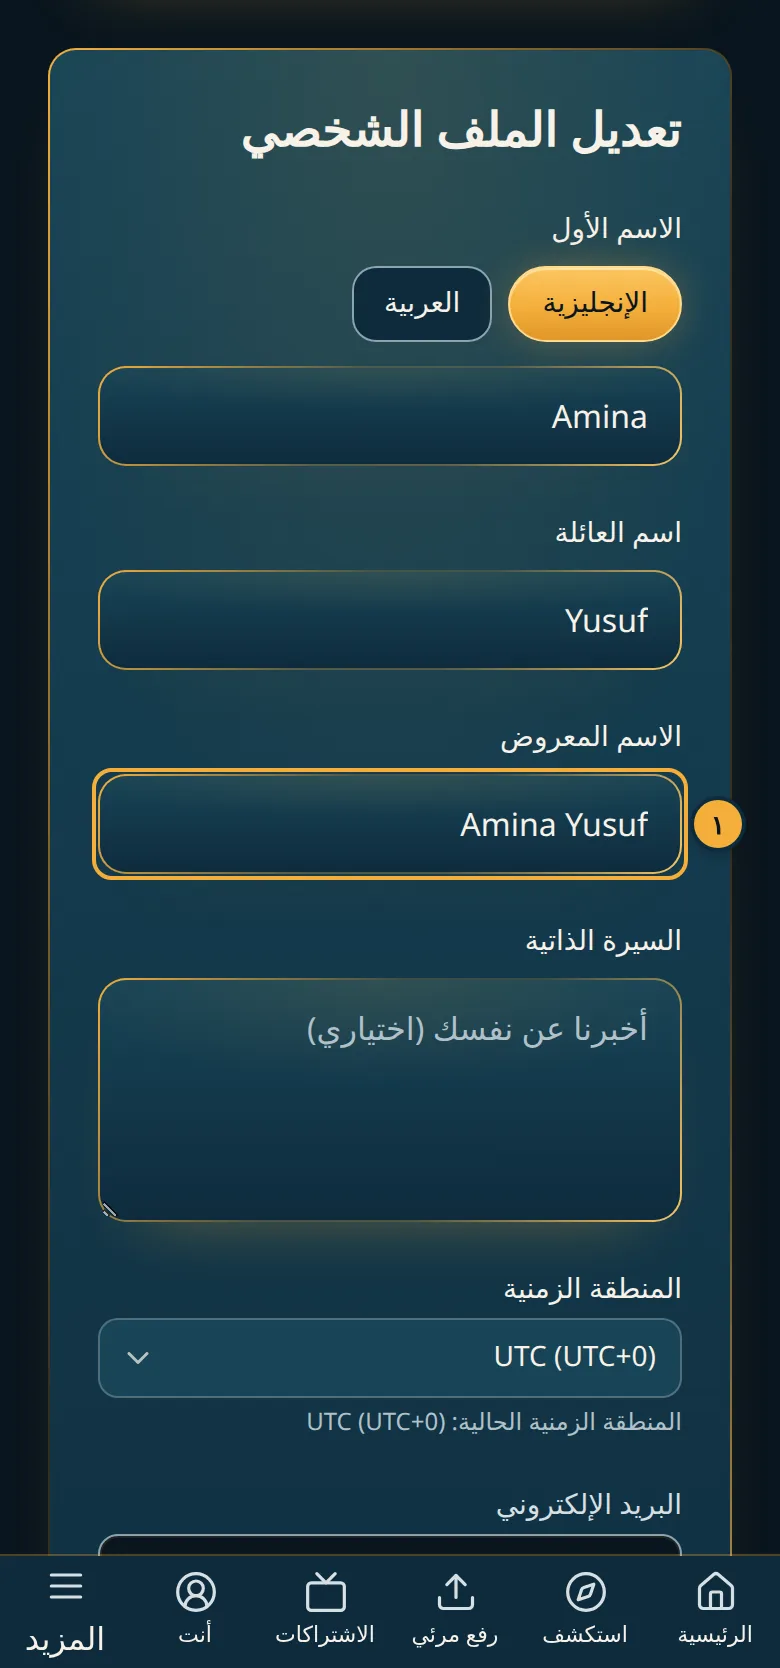 تعديل الملف الشخصي
الاسم الأول
الإنجليزية
العربية
Amina
اسم العائلة
Yusuf
الاسم المعروض
Amina Yusuf
١
السيرة الذاتية
أخبرنا عن نفسك (اختياري)
المنطقة الزمنية
UTC (UTC+0)
المنطقة الزمنية الحالية: UTC (UTC+0)
البريد الإلكتروني
الرئيسية
استكشف
رفع مرئي
الاشتراكات
أنت
المزيد